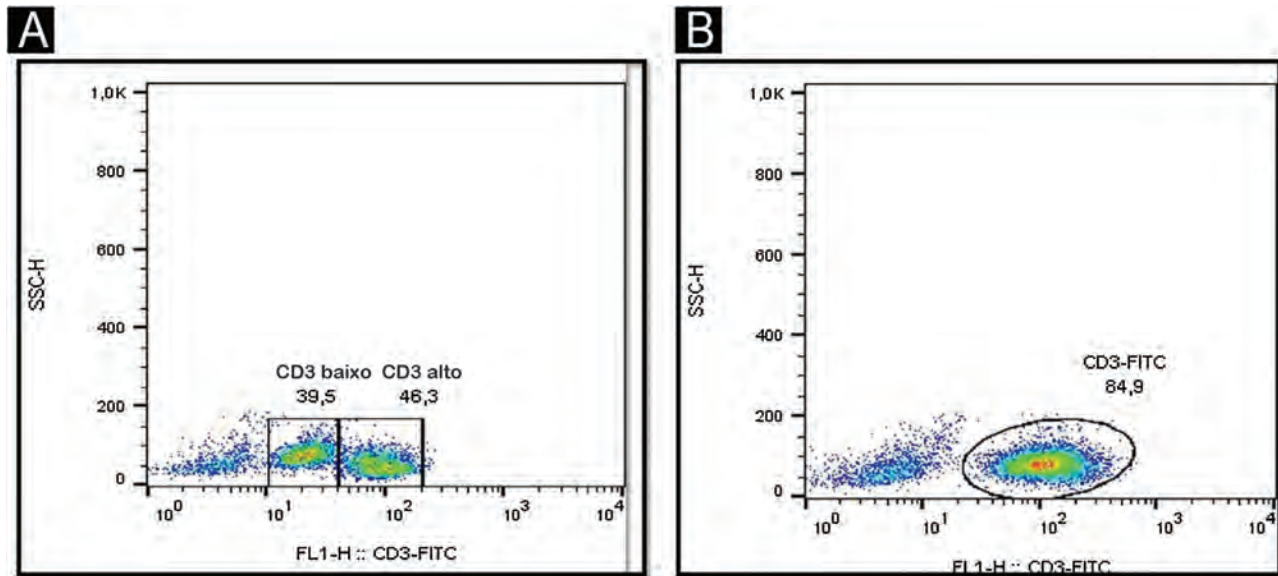 A
1,0K
800
600
400
200
0
SSC-H
CD3 baixo CD3 alto
39,5 46,3
10⁰ 10¹ 10² 10³ 10⁴
FL1-H :: CD3-FITC
B
1,0K
800
600
400
200
0
SSC-H
CD3-FITC
84,9
10⁰ 10¹ 10² 10³ 10⁴
FL1-H :: CD3-FITC